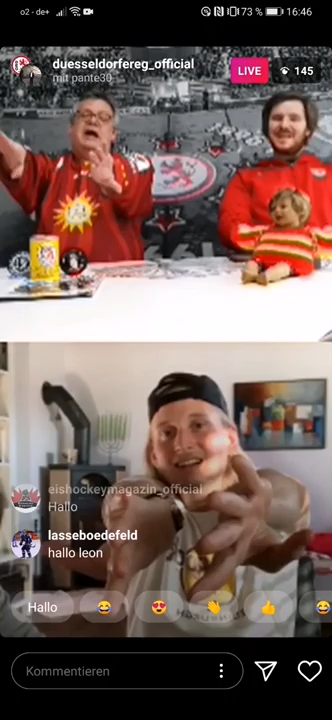 o2 - de+
73 %
16:46
duesseldorfereg_official
mit pante30
LIVE
145
eishockeymagazin_official
Hallo
lasseboedefeld
hallo leon
Hallo
Kommentieren